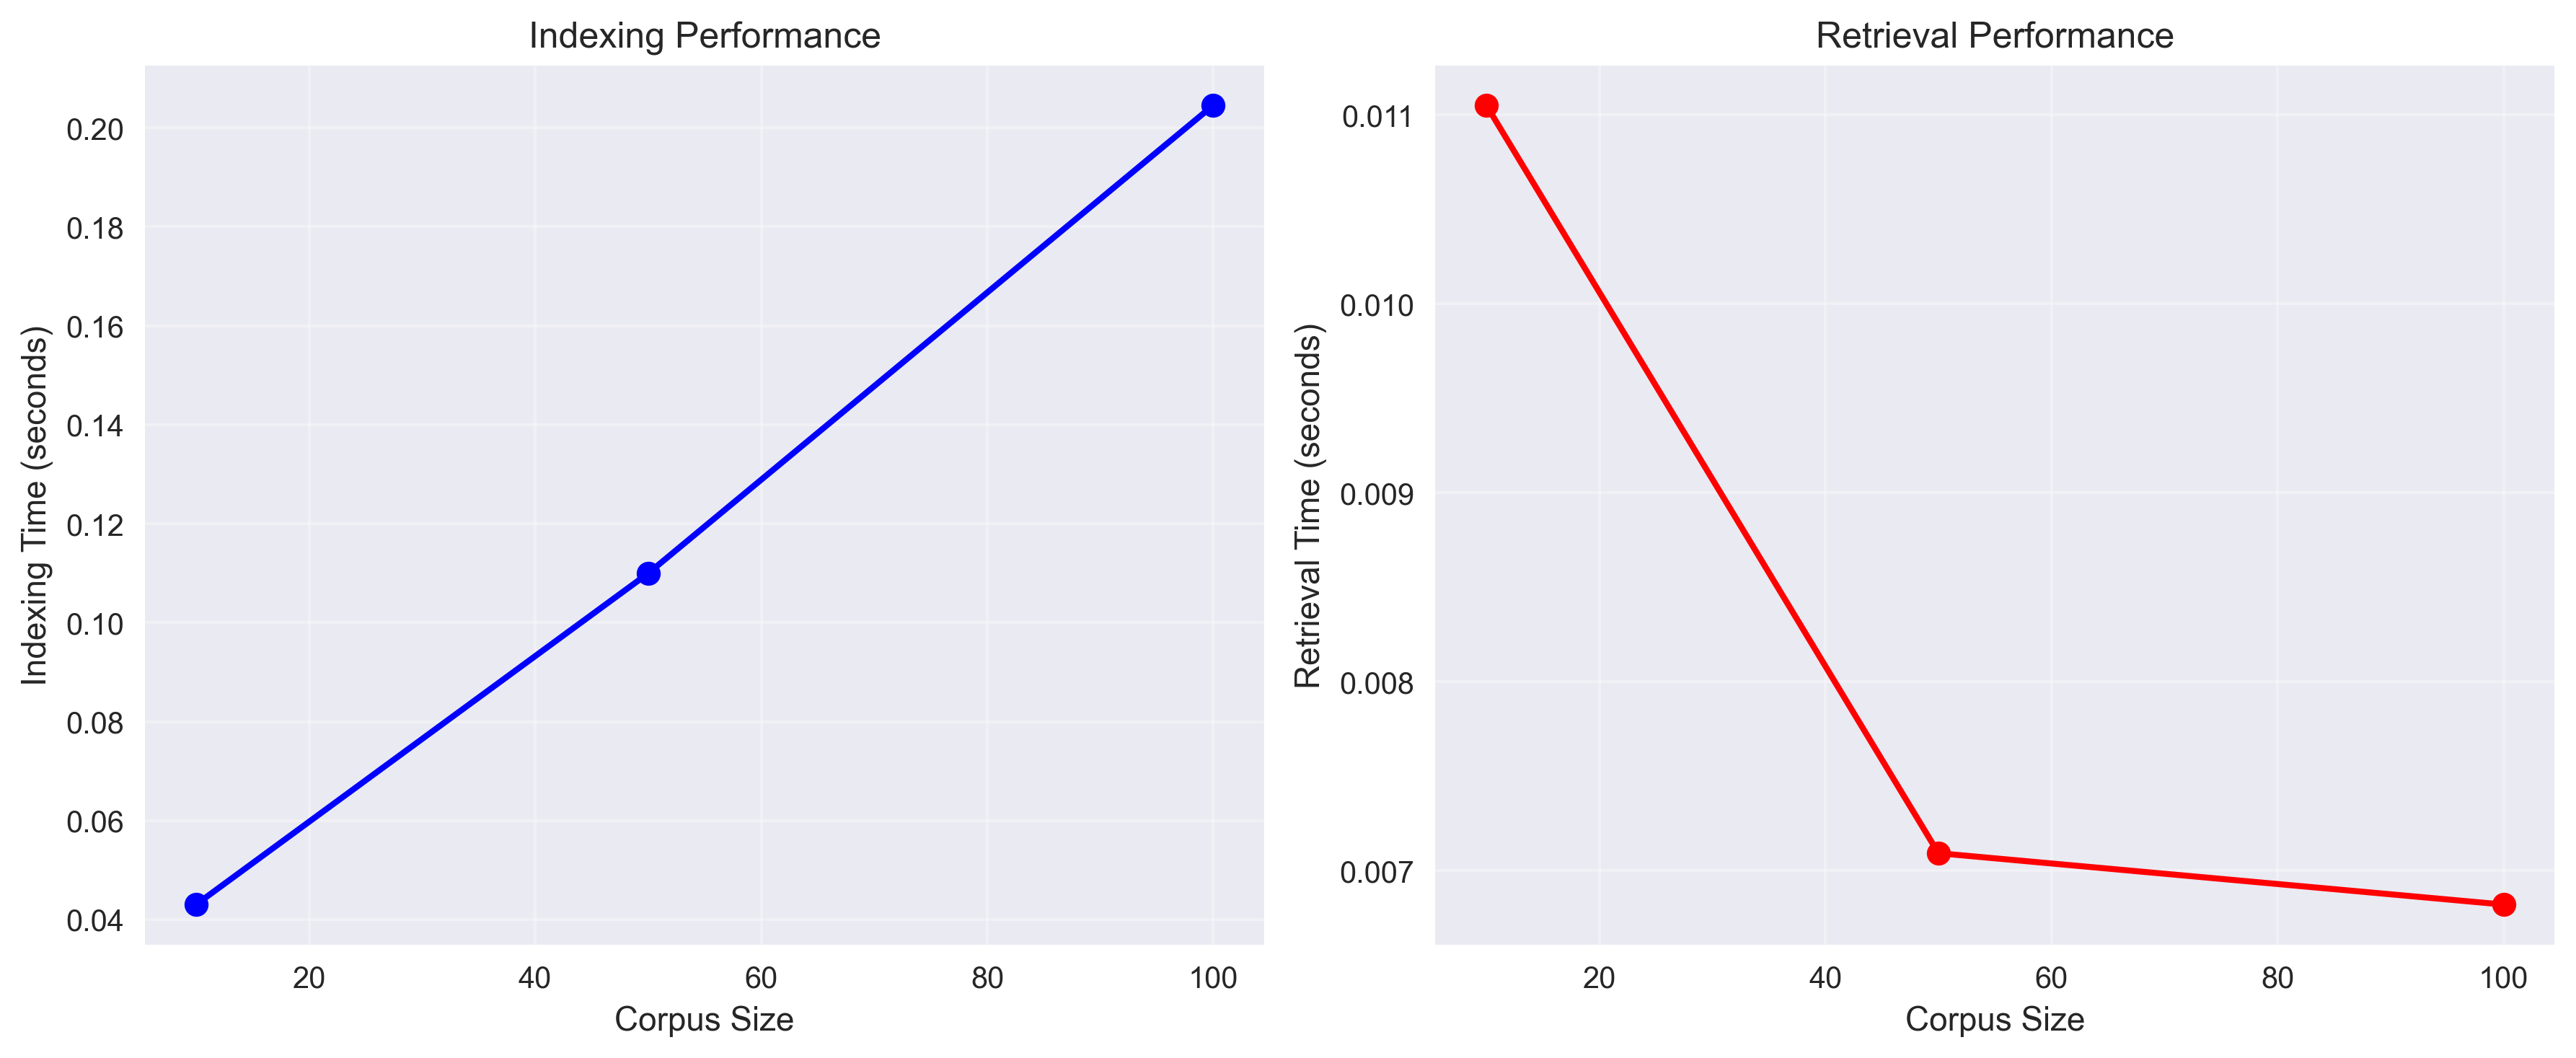 Indexing Performance
Indexing Time (seconds)
0.20
0.18
0.16
0.14
0.12
0.10
0.08
0.06
0.04
20 40 60 80 100
Corpus Size
Retrieval Performance
Retrieval Time (seconds)
0.011
0.010
0.009
0.008
0.007
20 40 60 80 100
Corpus Size